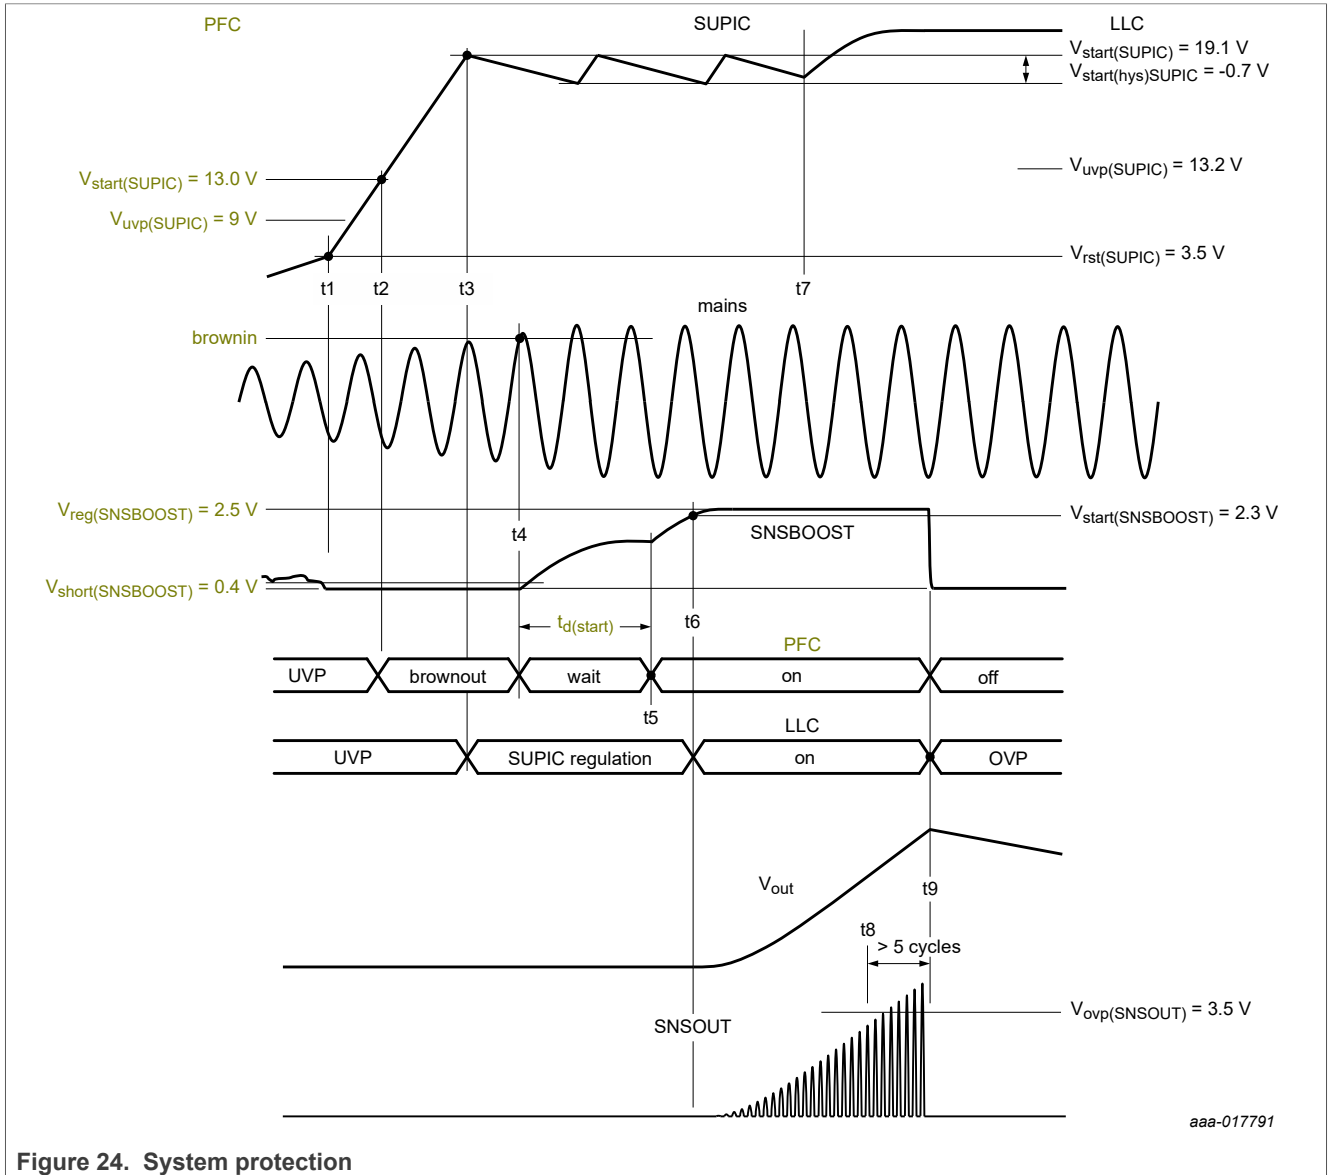 PFC
SUPIC
LLC
Vstart(SUPIC) = 19.1 V
Vstart(hys)SUPIC = -0.7 V
Vstart(SUPIC) = 13.0 V
Vuvp(SUPIC) = 13.2 V
Vuvp(SUPIC) = 9 V
Vrst(SUPIC) = 3.5 V
t1
t2
t3
t7
mains
brownin
Vreg(SNSBOOST) = 2.5 V
Vstart(SNSBOOST) = 2.3 V
t4
SNSBOOST
Vshort(SNSBOOST) = 0.4 V
td(start)
t6
PFC
UVP
brownout
wait
on
off
t5
LLC
UVP
SUPIC regulation
on
OVP
Vout
t9
t8
> 5 cycles
Vovp(SNSOUT) = 3.5 V
SNSOUT
aaa-017791
Figure 24. System protection